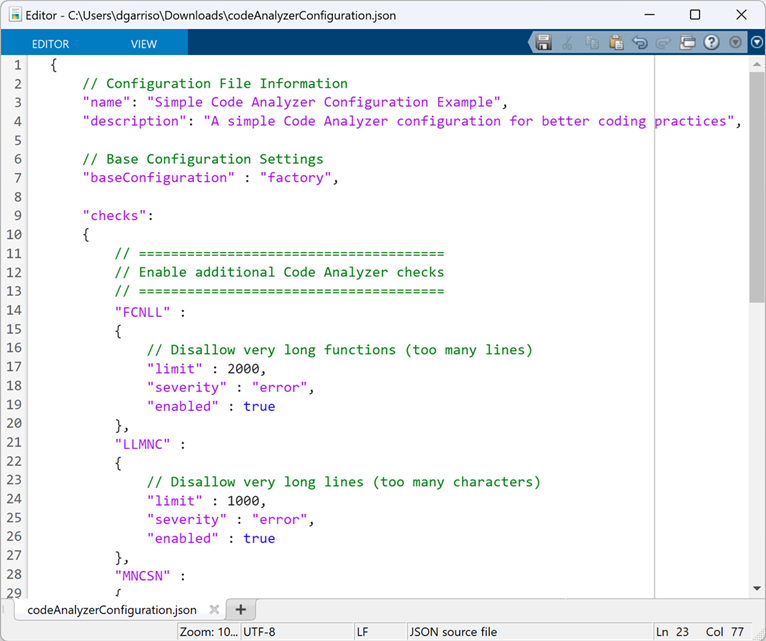 Editor - C:\Users\dgarriso\Downloads\codeAnalyzerConfiguration.json
EDITOR VIEW
1 {
2 // Configuration File Information
3 "name": "Simple Code Analyzer Configuration Example",
4 "description": "A simple Code Analyzer configuration for better coding practices",
5
6 // Base Configuration Settings
7 "baseConfiguration" : "factory",
8
9 "checks":
10 {
11 // ======================================
12 // Enable additional Code Analyzer checks
13 // ======================================
14 "FCNLL" :
15 {
16 // Disallow very long functions (too many lines)
17 "limit" : 2000,
18 "severity" : "error",
19 "enabled" : true
20 },
21 "LLMNC" :
22 {
23 // Disallow very long lines (too many characters)
24 "limit" : 1000,
25 "severity" : "error",
26 "enabled" : true
27 },
28 "MNCSN" :
29 {
codeAnalyzerConfiguration.json
Zoom: 10... UTF-8 LF JSON source file Ln 23 Col 77